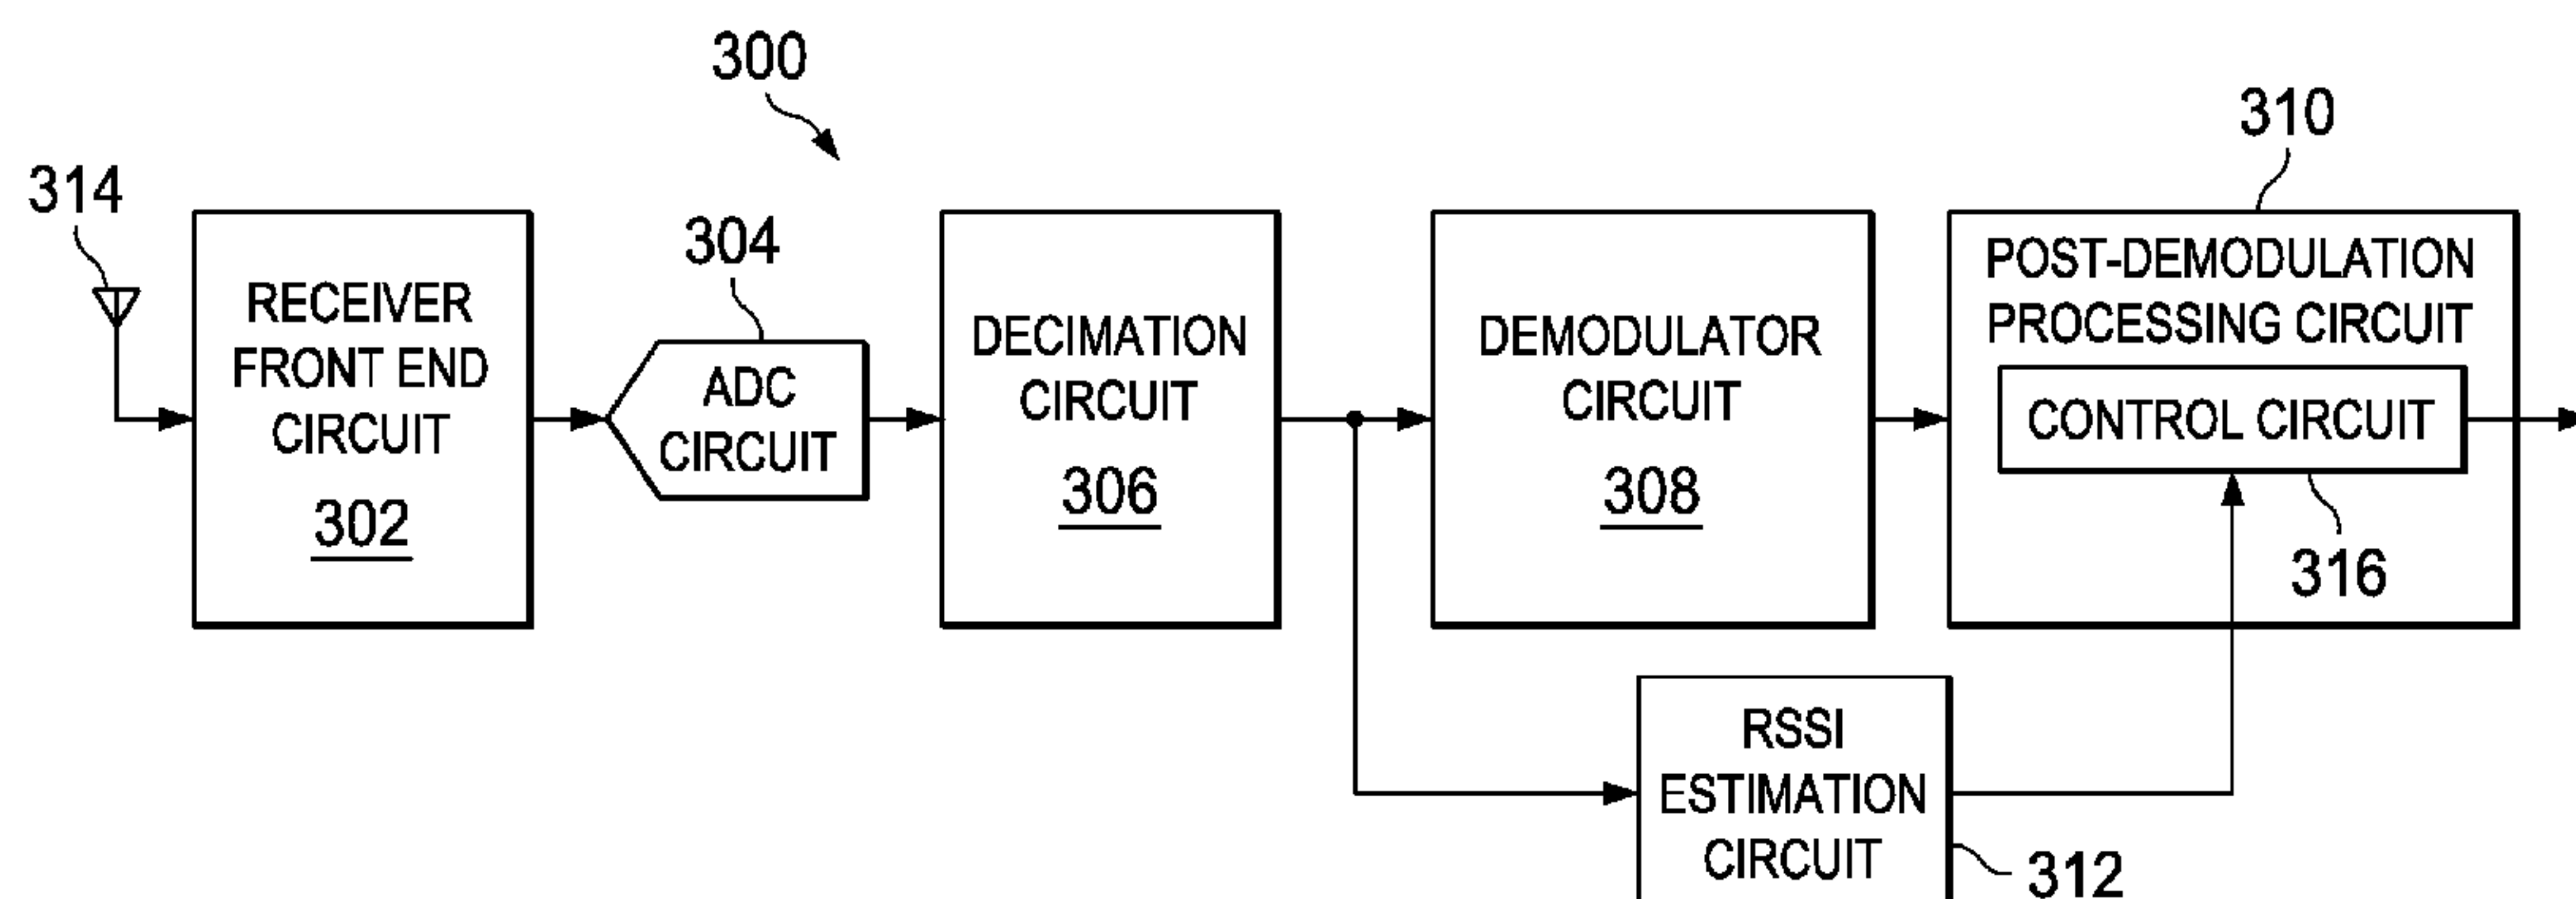 300
314
RECEIVER
FRONT END
CIRCUIT
302
304
ADC
CIRCUIT
DECIMATION
CIRCUIT
306
DEMODULATOR
CIRCUIT
308
310
POST-DEMODULATION
PROCESSING CIRCUIT
CONTROL CIRCUIT
316
RSSI
ESTIMATION
CIRCUIT
312